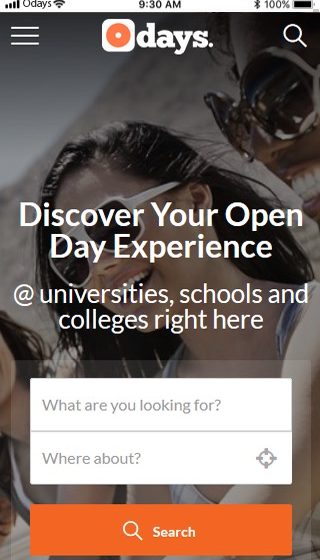 Odays
9:30 AM
100%
Odays.
Discover Your Open
Day Experience
@ universities, schools and
colleges right here
What are you looking for?
Where about?
Search